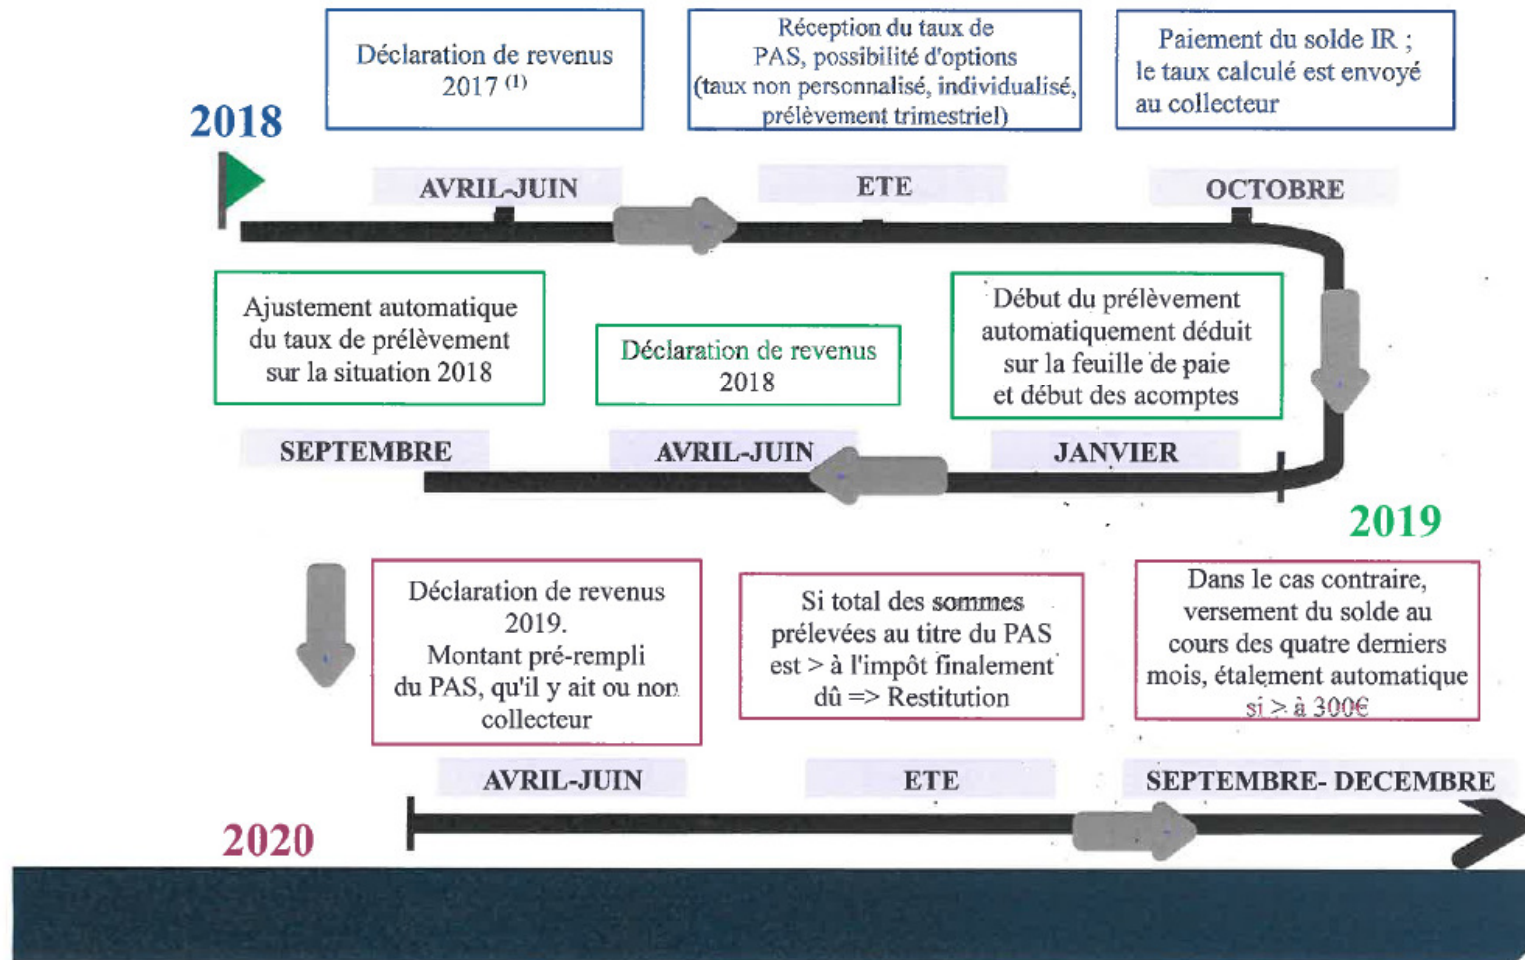 Déclaration de revenus
2017 (1)
Réception du taux de
PAS, possibilité d'options
(taux non personnalisé, individualisé,
prélèvement trimestriel)
Paiement du solde IR ;
le taux calculé est envoyé
au collecteur
2018
AVRIL-JUIN
ETE
OCTOBRE
Ajustement automatique
du taux de prélèvement
sur la situation 2018
Déclaration de revenus
2018
Début du prélèvement
automatiquement déduit
sur la feuille de paie
et début des acomptes
SEPTEMBRE
AVRIL-JUIN
JANVIER
2019
Déclaration de revenus
2019.
Montant pré-rempli
du PAS, qu'il y ait ou non
collecteur
Si total des sommes
prélevées au titre du PAS
est > à l'impôt finalement
dû => Restitution
Dans le cas contraire,
versement du solde au
cours des quatre derniers
mois, étalement automatique
si > à 300€
AVRIL-JUIN
ETE
SEPTEMBRE- DECEMBRE
2020